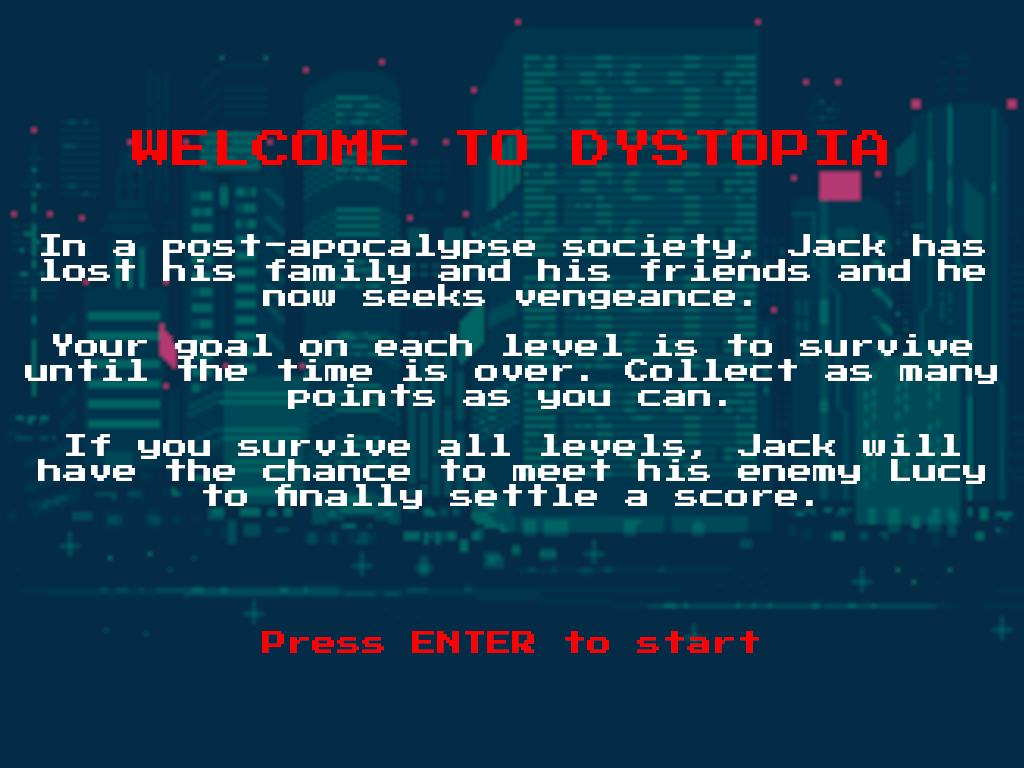 WELCOME TO DYSTOPIA
In a post-apocalypse society, Jack has
lost his family and his friends and he
now seeks vengeance.
Your goal on each level is to survive
until the time is over. Collect as many
points as you can.
If you survive all levels, Jack will
have the chance to meet his enemy Lucy
to finally settle a score.
Press ENTER to start